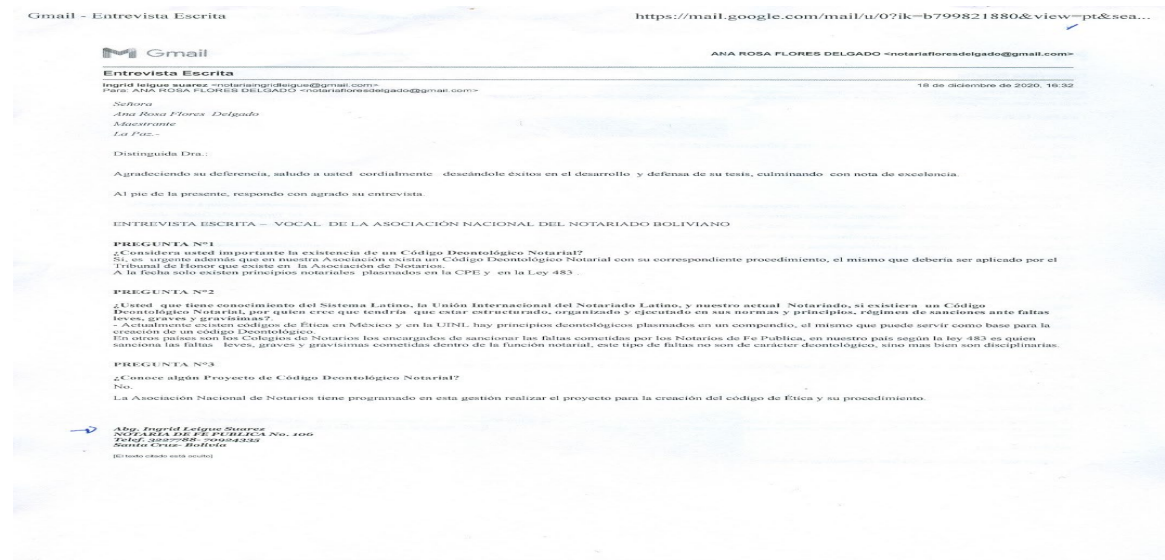 Gmail - Entrevista Escrita
https://mail.google.com/mail/u/0?ik=b799821880&view=pt&sea...
Gmail
ANA ROSA FLORES DELGADO <notariafloresdelgado@gmail.com>
Entrevista Escrita
Ingrid leigue suarez <notariaingridleigue@gmail.com>
18 de diciembre de 2020, 16:32
Para: ANA ROSA FLORES DELGADO <notariafloresdelgado@gmail.com>
Señora
Ana Rosa Flores Delgado
Maestrante
La Paz.-
Distinguida Dra.:
Agradeciendo su deferencia, saludo a usted cordialmente deseándole éxitos en el desarrollo y defensa de su tesis, culminando con nota de excelencia.
Al pie de la presente, respondo con agrado su entrevista.
ENTREVISTA ESCRITA – VOCAL DE LA ASOCIACIÓN NACIONAL DEL NOTARIADO BOLIVIANO
PREGUNTA N°1
¿Considera usted importante la existencia de un Código Deontológico Notarial?
Si, es urgente además que en nuestra Asociación exista un Código Deontológico Notarial con su correspondiente procedimiento, el mismo que debería ser aplicado por el
Tribunal de Honor que existe en la Asociación de Notarios.
A la fecha solo existen principios notariales plasmados en la CPE y en la Ley 483 .
PREGUNTA N°2
¿Usted que tiene conocimiento del Sistema Latino, la Unión Internacional del Notariado Latino, y nuestro actual Notariado, si existiera un Código
Deontológico Notarial, por quien cree que tendría que estar estructurado, organizado y ejecutado en sus normas y principios, régimen de sanciones ante faltas
leves, graves y gravísimas?.
- Actualmente existen códigos de Ética en México y en la UINL hay principios deontológicos plasmados en un compendio, el mismo que puede servir como base para la
creación de un código Deontológico.
En otros países son los Colegios de Notarios los encargados de sancionar las faltas cometidas por los Notarios de Fe Publica, en nuestro país según la ley 483 es quien
sanciona las faltas leves, graves y gravísimas cometidas dentro de la función notarial, este tipo de faltas no son de carácter deontológico, sino mas bien son disciplinarias.
PREGUNTA N°3
¿Conoce algún Proyecto de Código Deontológico Notarial?
No.
La Asociación Nacional de Notarios tiene programado en esta gestión realizar el proyecto para la creación del código de Ética y su procedimiento.
Abg. Ingrid Leigue Suarez
NOTARIA DE FE PUBLICA No. 106
Telef. 3227788- 70924335
Santa Cruz- Bolivia
[El texto citado está oculto]